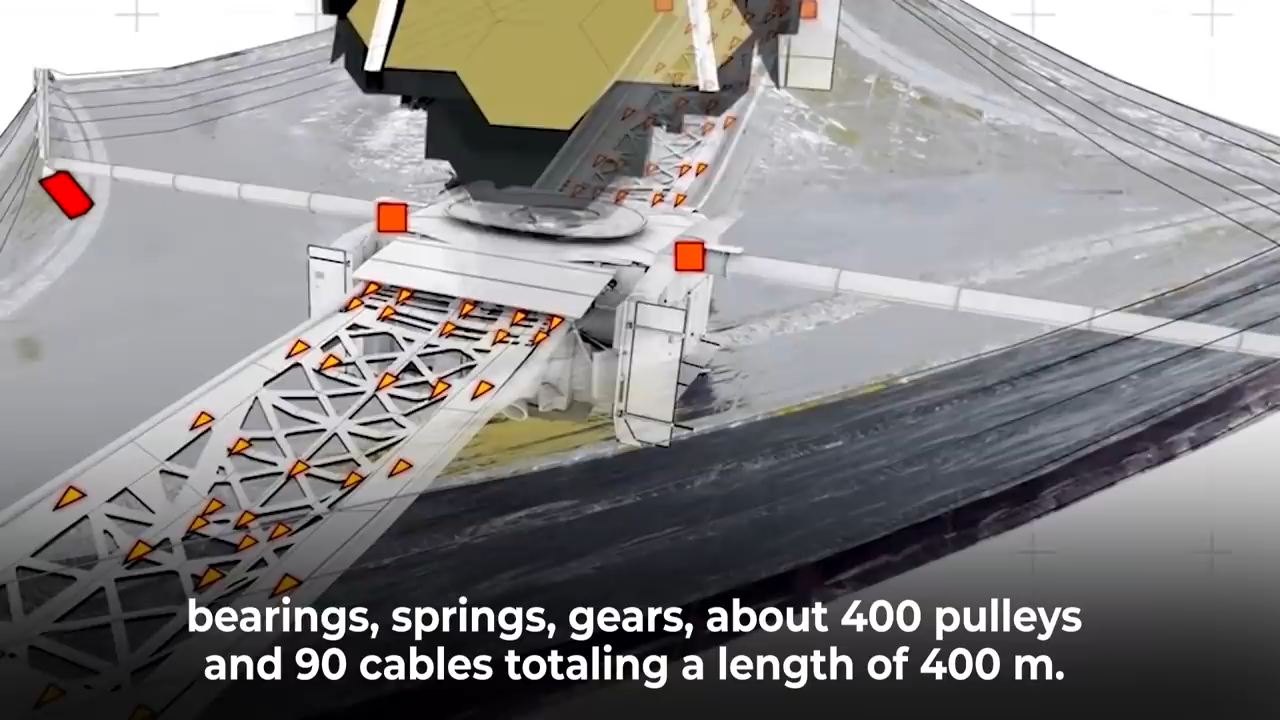 bearings, springs, gears, about 400 pulleys
and 90 cables totaling a length of 400 m.